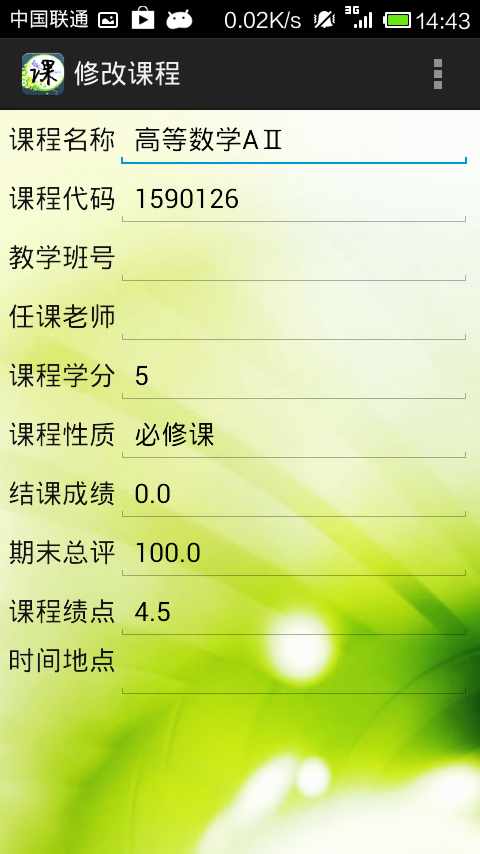 中国联通 0.02K/s 3G 14:43
课 修改课程
课程名称 高等数学AⅡ
课程代码 1590126
教学班号
任课老师
课程学分 5
课程性质 必修课
结课成绩 0.0
期末总评 100.0
课程绩点 4.5
时间地点